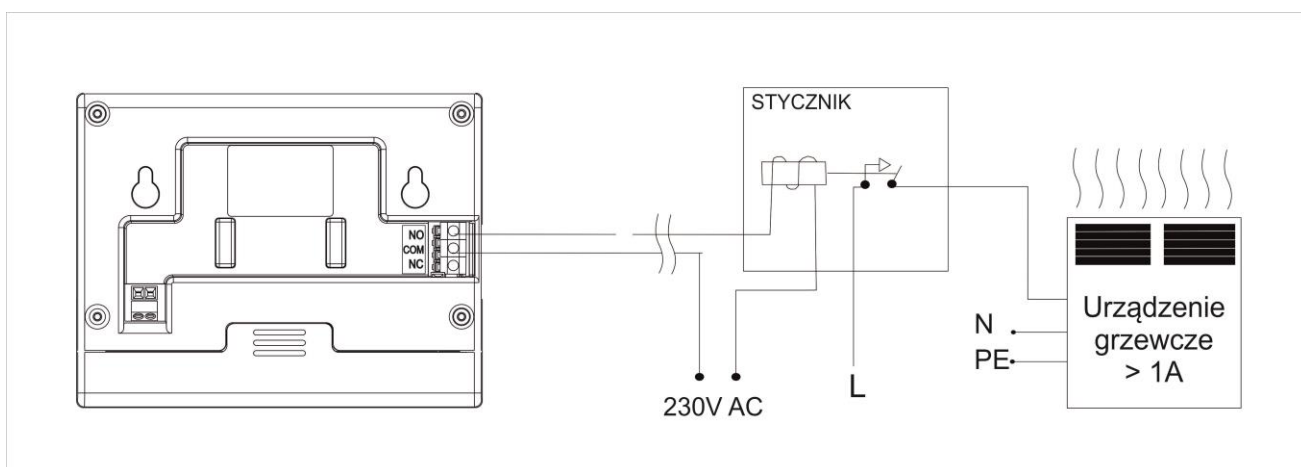 STYCZNIK
NO
COM
NC
230V AC
L
N
PE
Urządzenie
grzewcze
> 1A